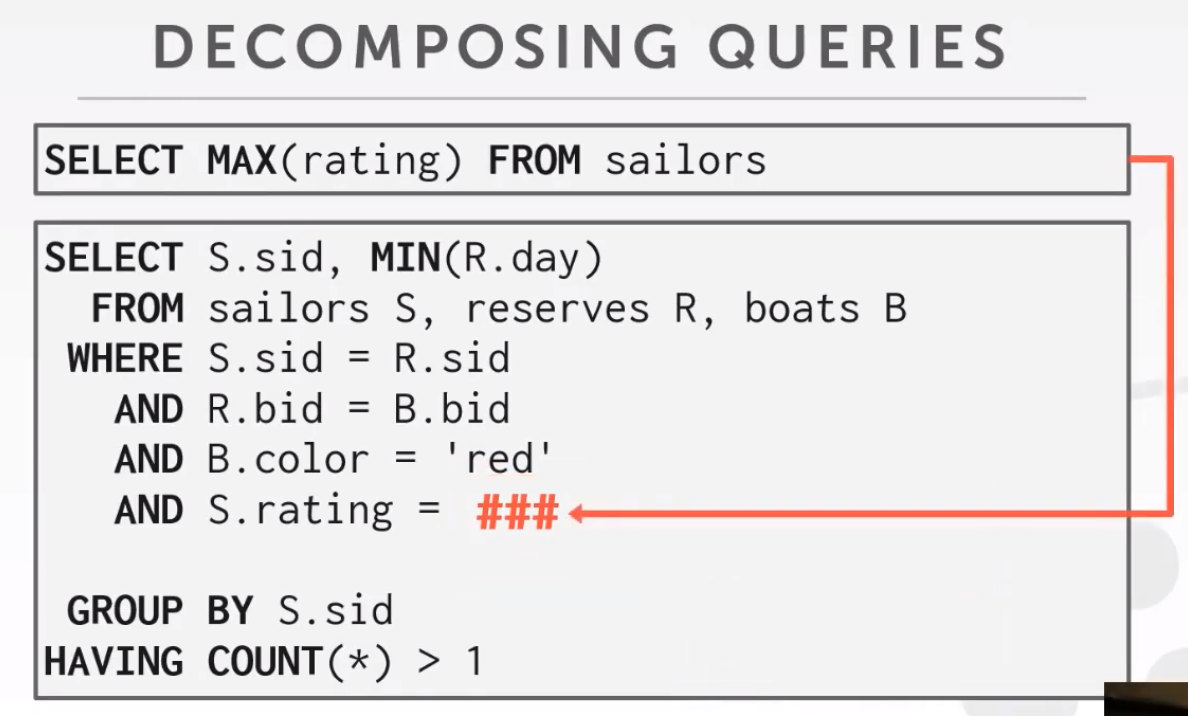 DECOMPOSING QUERIES
SELECT MAX(rating) FROM sailors
SELECT S.sid, MIN(R.day)
FROM sailors S, reserves R, boats B
WHERE S.sid = R.sid
AND R.bid = B.bid
AND B.color = 'red'
AND S.rating = ###
GROUP BY S.sid
HAVING COUNT(*) > 1